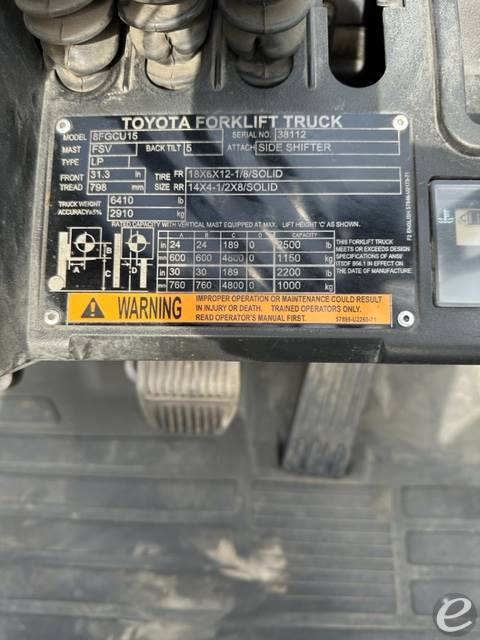 TOYOTA FORKLIFT TRUCK
MODEL 8FGCU15 SERIAL NO. 38112
MAST FSV BACK TILT 5 ATTACH SIDE SHIFTER
TYPE LP
FRONT TREAD 31.3 in TIRE SIZE FR 18X6X12-1/8/SOLID
798 mm RR 14X4-1/2X8/SOLID
TRUCK WEIGHT 6410 lb
ACCURACY±5% 2910 kg
RATED CAPACITY WITH VERTICAL MAST EQUIPPED AT MAX. LIFT HEIGHT 'C' AS SHOWN.
A B C D CAPACITY
in 24 24 189 0 2500 lb
mm 600 600 4800 0 1150 kg
in 30 30 189 0 2200 lb
mm 760 760 4800 0 1000 kg
A B C D
THIS FORKLIFT TRUCK
MEETS OR EXCEEDS DESIGN
SPECIFICATIONS OF ANSI/
ITSDF B56.1 IN EFFECT ON THE
DATE OF MANUFACTURE.
WARNING
IMPROPER OPERATION OR MAINTENANCE COULD RESULT
IN INJURY OR DEATH. TRAINED OPERATORS ONLY.
READ OPERATOR'S MANUAL FIRST.
e